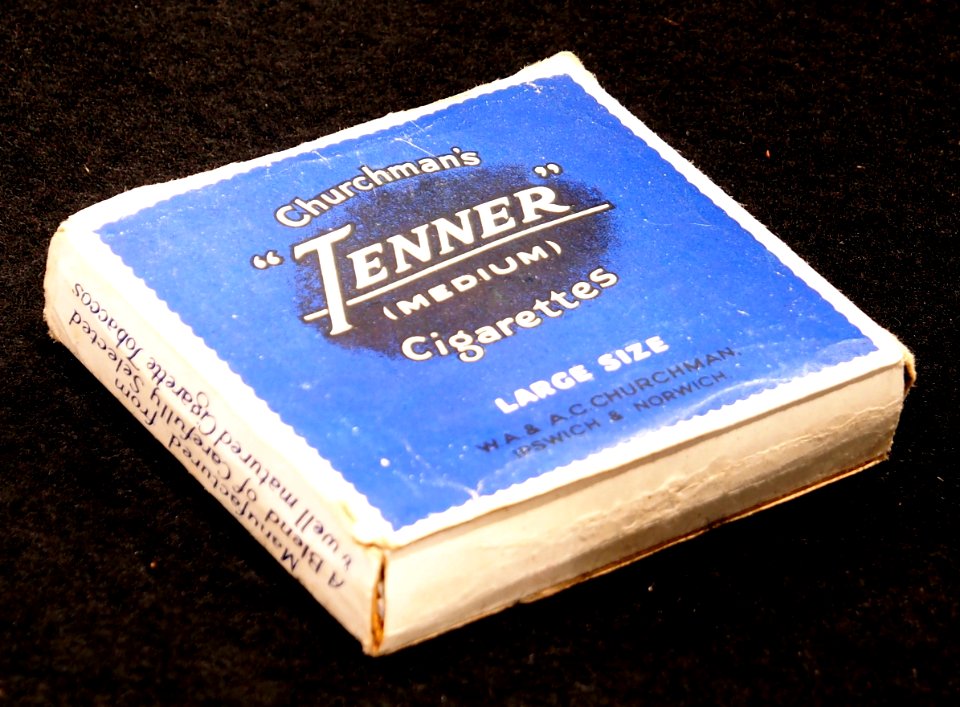 Churchman's
"TENNER"
(MEDIUM)
Cigarettes
LARGE SIZE
W.A & A.C.CHURCHMAN,
IPSWICH & NORWICH
Manufactured from
A Blend of Carefully Selected
& well matured Cigarette Tobaccos